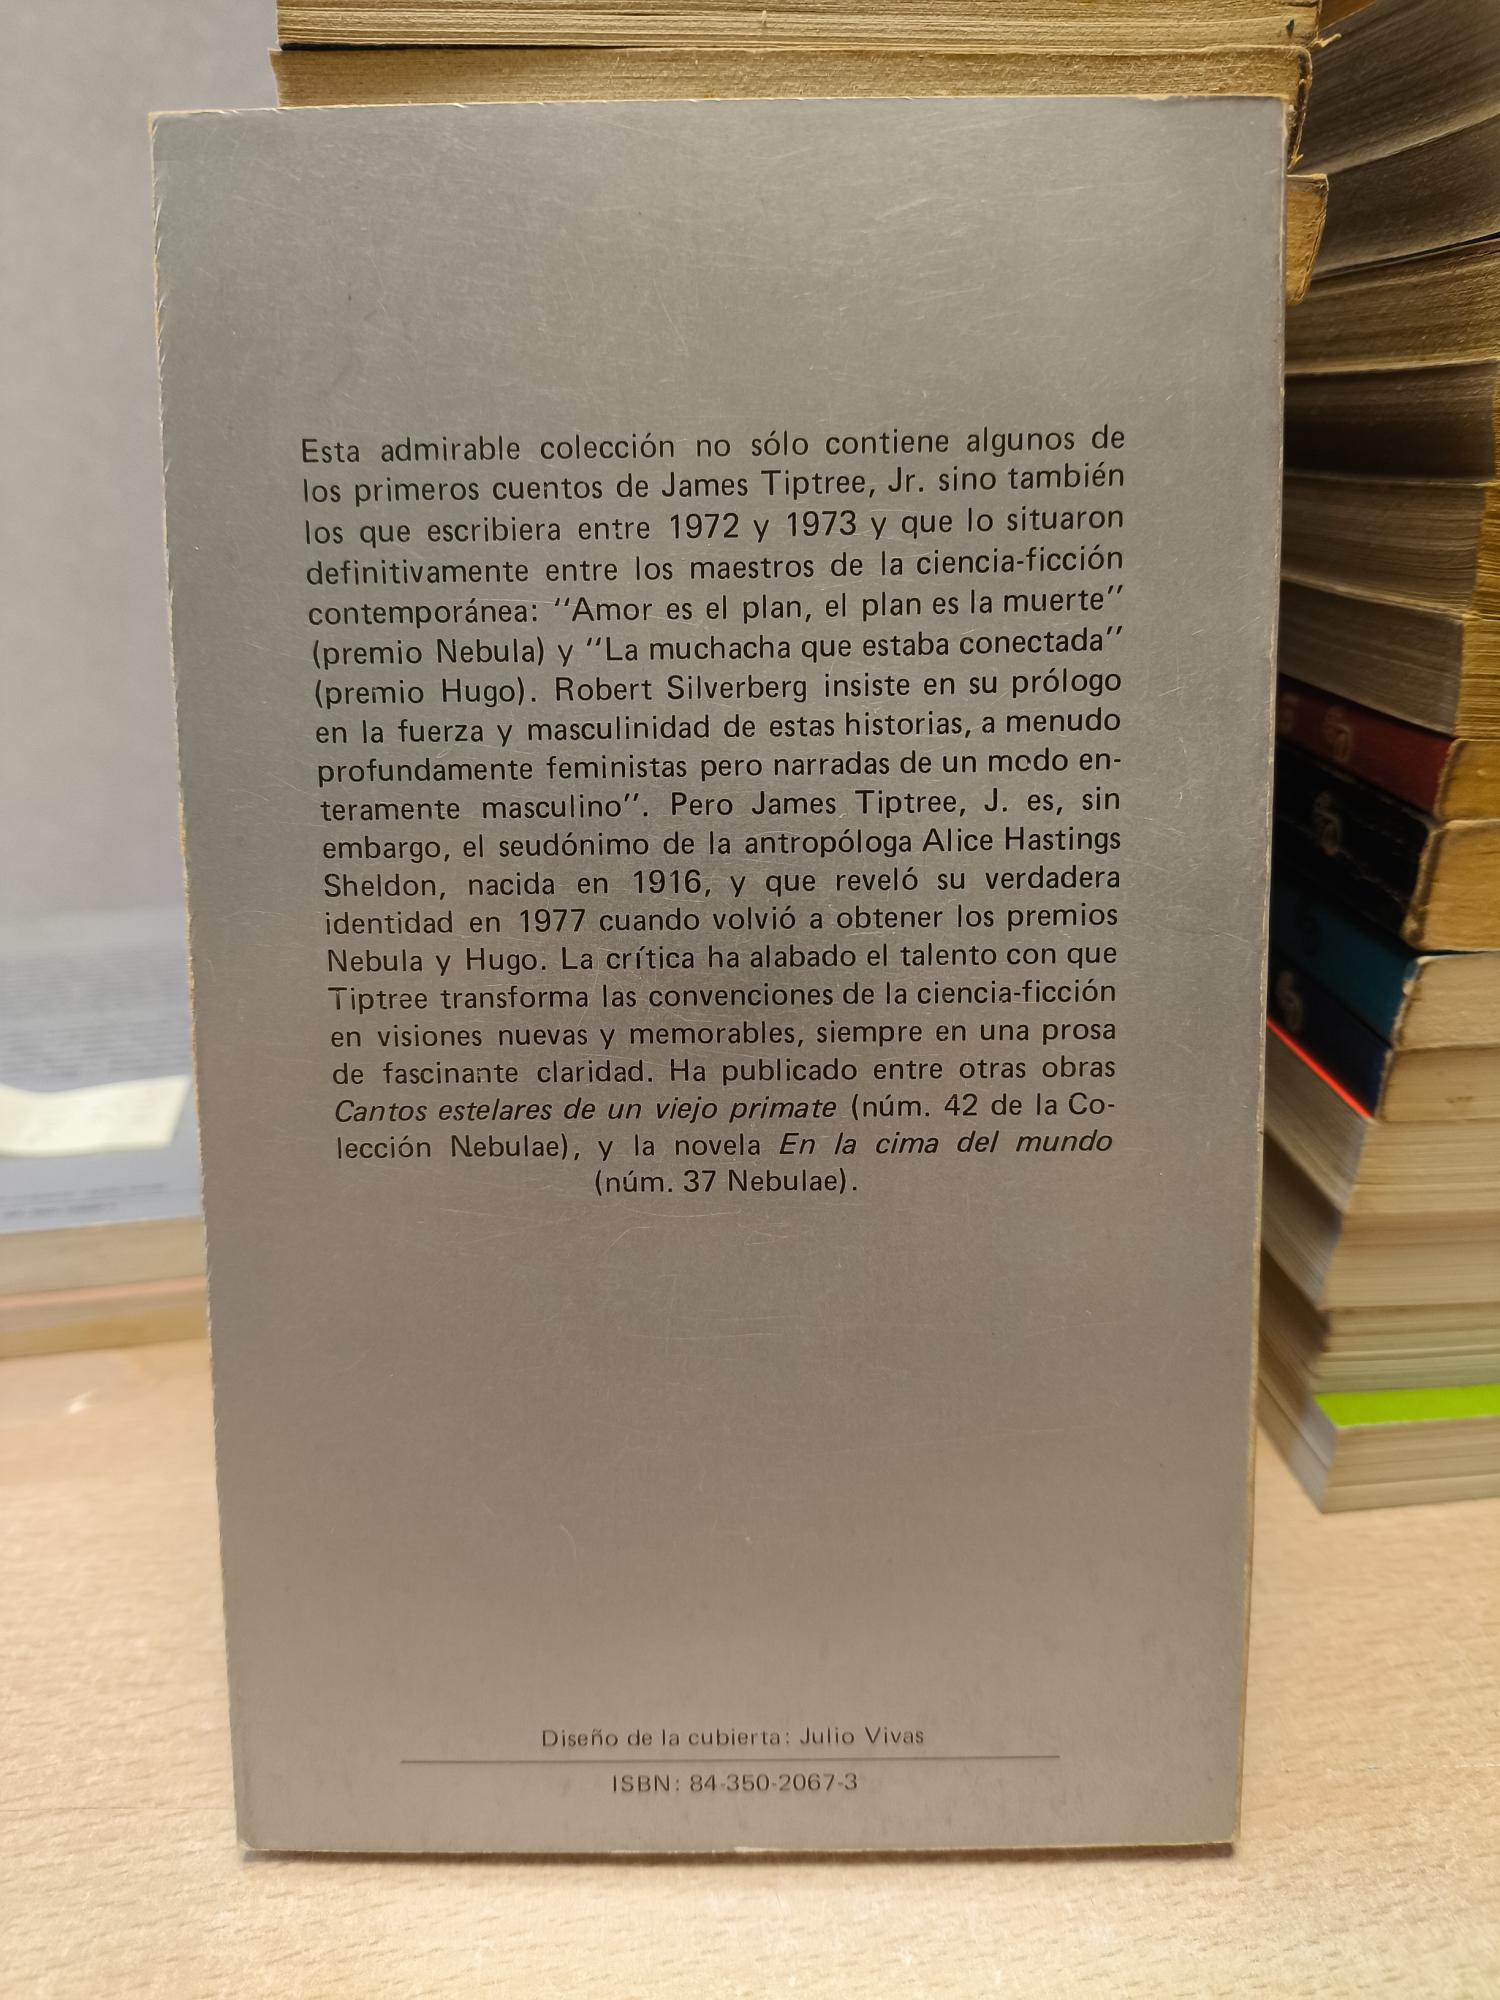 Esta admirable colección no sólo contiene algunos de
los primeros cuentos de James Tiptree, Jr. sino también
los que escribiera entre 1972 y 1973 y que lo situaron
definitivamente entre los maestros de la ciencia-ficción
contemporánea: ''Amor es el plan, el plan es la muerte''
(premio Nebula) y ''La muchacha que estaba conectada''
(premio Hugo). Robert Silverberg insiste en su prólogo
en la fuerza y masculinidad de estas historias, a menudo
profundamente feministas pero narradas de un mcdo en-
teramente masculino''. Pero James Tiptree, J. es, sin
embargo, el seudónimo de la antropóloga Alice Hastings
Sheldon, nacida en 1916, y que reveló su verdadera
identidad en 1977 cuando volvió a obtener los premios
Nebula y Hugo. La crítica ha alabado el talento con que
Tiptree transforma las convenciones de la ciencia-ficción
en visiones nuevas y memorables, siempre en una prosa
de fascinante claridad. Ha publicado entre otras obras
Cantos estelares de un viejo primate (núm. 42 de la Co-
lección Nebulae), y la novela En la cima del mundo
(núm. 37 Nebulae).
Diseño de la cubierta: Julio Vivas
ISBN: 84-350-2067-3